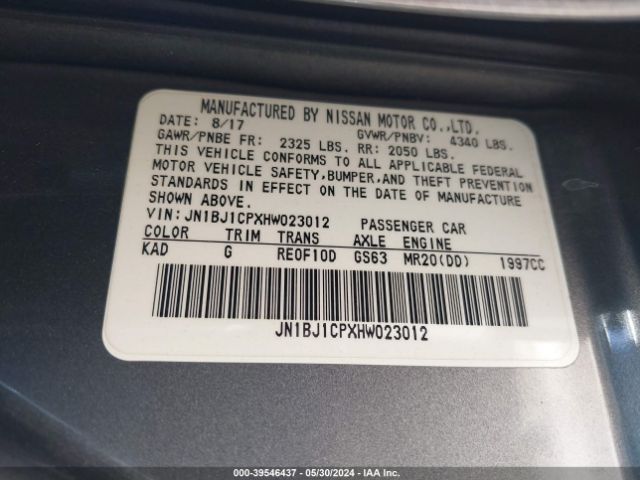 MANUFACTURED BY NISSAN MOTOR CO.,LTD.
DATE: 8/17 GVWR/PNBV: 4340 LBS.
GAWR/PNBE FR: 2325 LBS. RR: 2050 LBS.
THIS VEHICLE CONFORMS TO ALL APPLICABLE FEDERAL
MOTOR VEHICLE SAFETY,BUMPER,AND THEFT PREVENTION
STANDARDS IN EFFECT ON THE DATE OF MANUFACTURE
SHOWN ABOVE.
VIN:JN1BJ1CPXHW023012 PASSENGER CAR
COLOR TRIM TRANS AXLE ENGINE
KAD G RE0F10D GS63 MR20(DD) 1997CC
JN1BJ1CPXHW023012
000-39546437 - 05/30/2024 - IAA Inc.